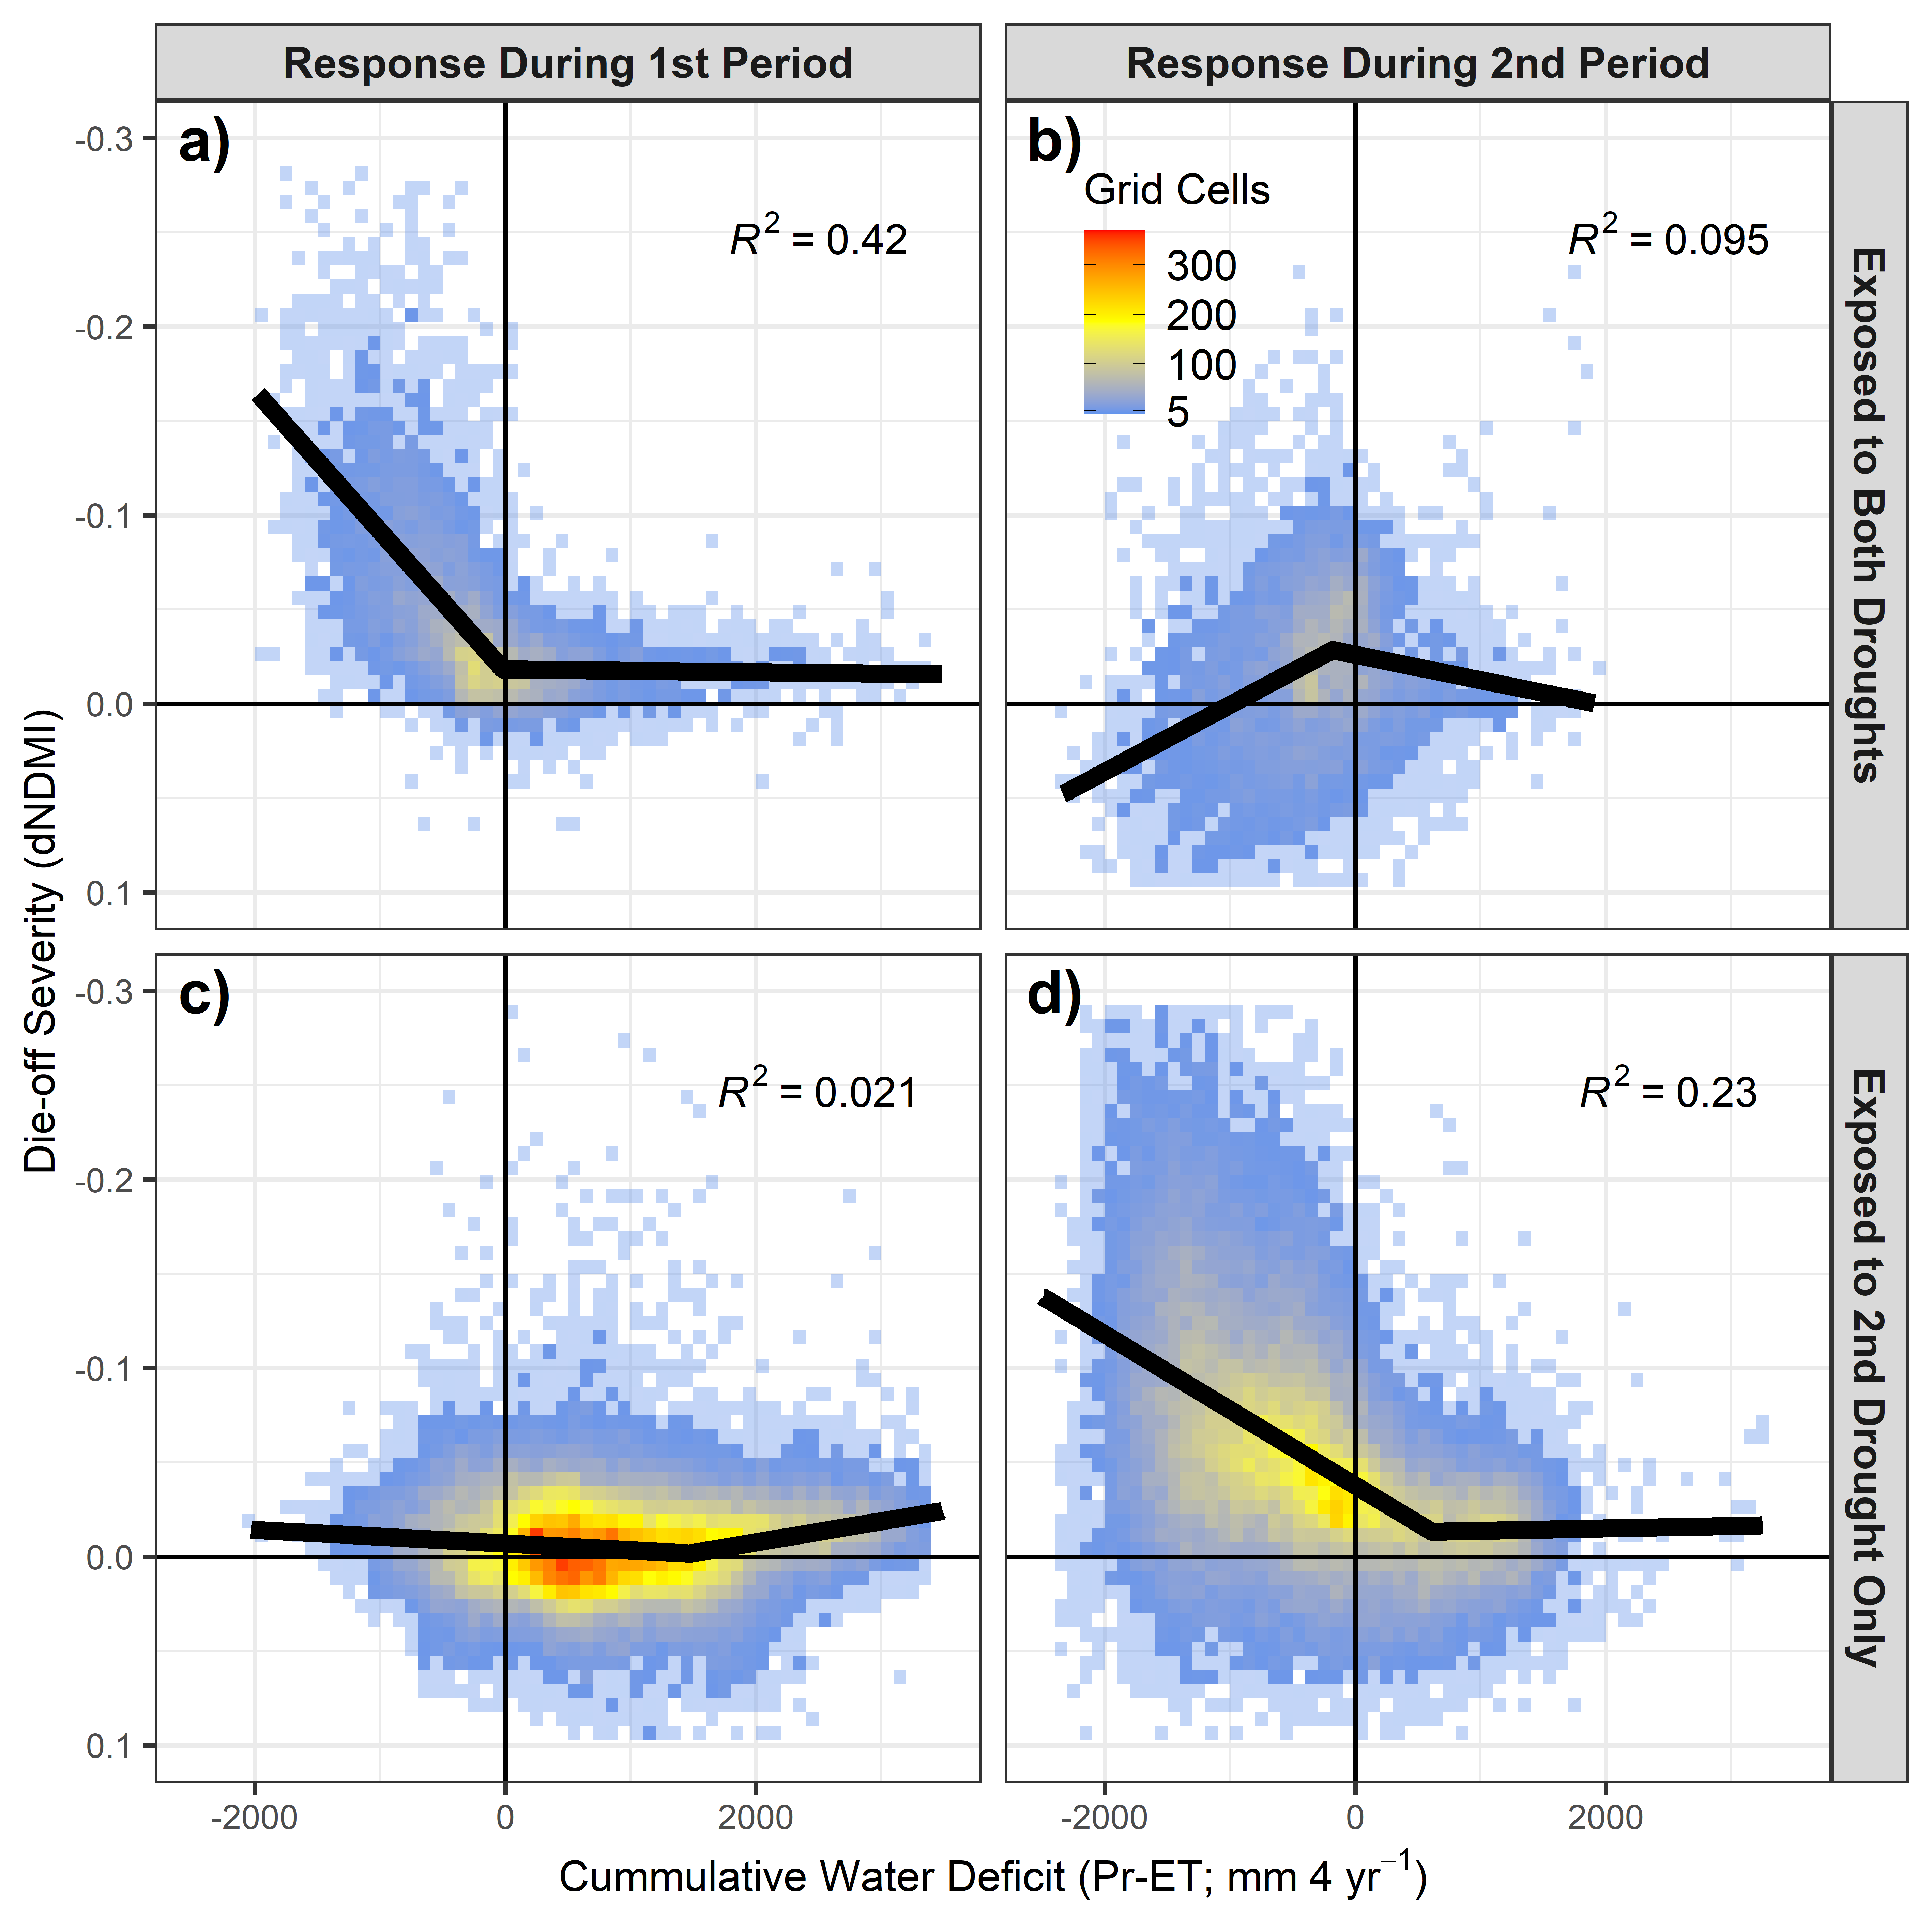 Response During 1st Period
Response During 2nd Period
a)
R² = 0.42
b)
Grid Cells
300
200
100
5
R² = 0.095
Exposed to Both Droughts
-0.3
-0.2
-0.1
0.0
0.1
Die-off Severity (dNDMI)
c)
R² = 0.021
d)
R² = 0.23
Exposed to 2nd Drought Only
-0.3
-0.2
-0.1
0.0
0.1
-2000 0 2000
-2000 0 2000
Cummulative Water Deficit (Pr-ET; mm 4 yr⁻¹)